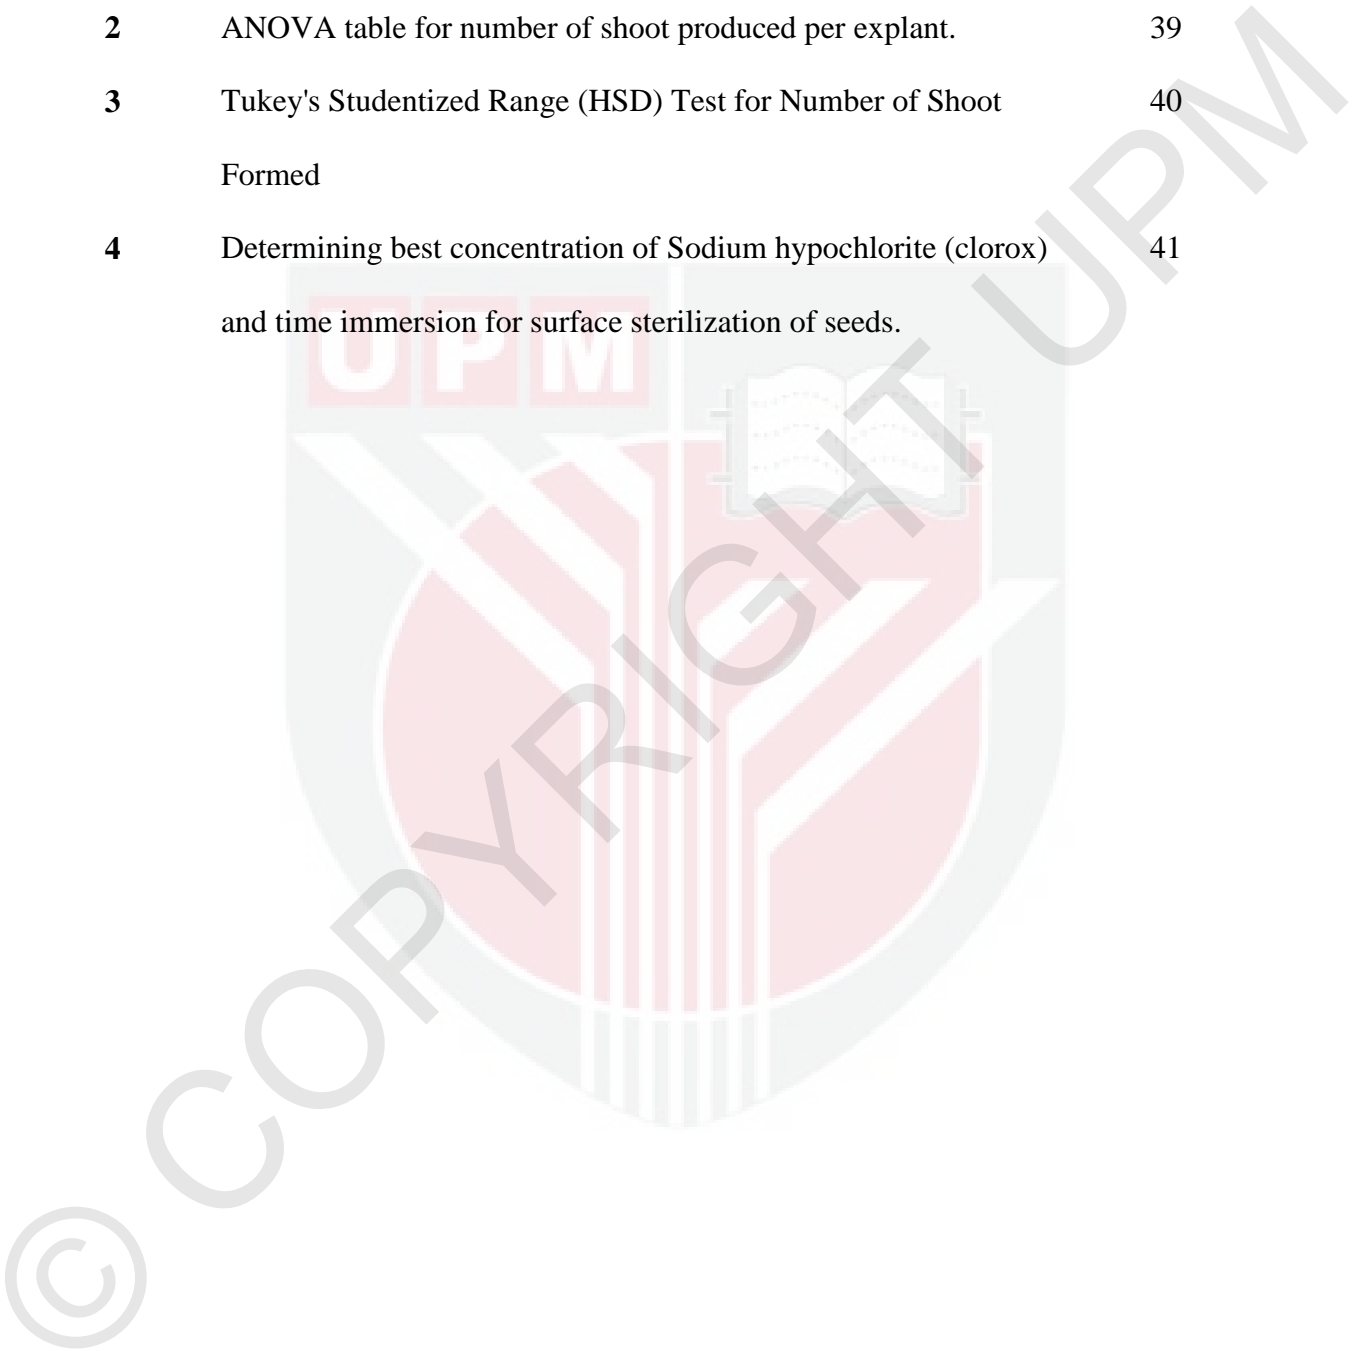 2 ANOVA table for number of shoot produced per explant. 39
3 Tukey's Studentized Range (HSD) Test for Number of Shoot 40
Formed
4 Determining best concentration of Sodium hypochlorite (clorox) 41
and time immersion for surface sterilization of seeds.
UPM
© COPYRIGHT UPM